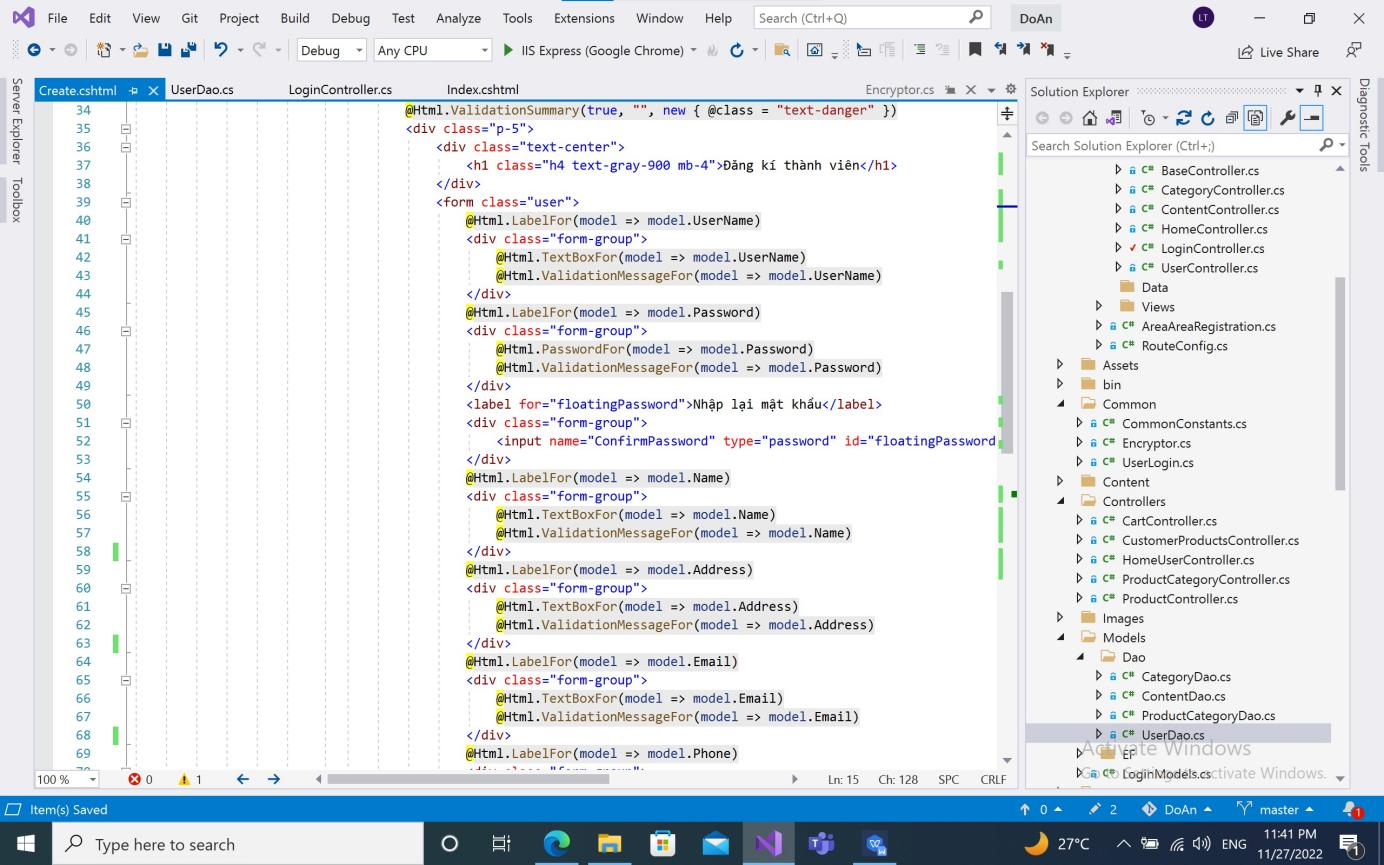 File Edit View Git Project Build Debug Test Analyze Tools Extensions Window Help Search (Ctrl+Q) DoAn LT
Debug Any CPU IIS Express (Google Chrome) Live Share
Server Explorer
Toolbox
Create.cshtml UserDao.cs LoginController.cs Index.cshtml Encryptor.cs
34 @Html.ValidationSummary(true, "", new { @class = "text-danger" })
35 <div class="p-5">
36 <div class="text-center">
37 <h1 class="h4 text-gray-900 mb-4">Đăng kí thành viên</h1>
38 </div>
39 <form class="user">
40 @Html.LabelFor(model => model.UserName)
41 <div class="form-group">
42 @Html.TextBoxFor(model => model.UserName)
43 @Html.ValidationMessageFor(model => model.UserName)
44 </div>
45 @Html.LabelFor(model => model.Password)
46 <div class="form-group">
47 @Html.PasswordFor(model => model.Password)
48 @Html.ValidationMessageFor(model => model.Password)
49 </div>
50 <label for="floatingPassword">Nhập lại mật khẩu</label>
51 <div class="form-group">
52 <input name="ConfirmPassword" type="password" id="floatingPassword
53 </div>
54 @Html.LabelFor(model => model.Name)
55 <div class="form-group">
56 @Html.TextBoxFor(model => model.Name)
57 @Html.ValidationMessageFor(model => model.Name)
58 </div>
59 @Html.LabelFor(model => model.Address)
60 <div class="form-group">
61 @Html.TextBoxFor(model => model.Address)
62 @Html.ValidationMessageFor(model => model.Address)
63 </div>
64 @Html.LabelFor(model => model.Email)
65 <div class="form-group">
66 @Html.TextBoxFor(model => model.Email)
67 @Html.ValidationMessageFor(model => model.Email)
68 </div>
69 @Html.LabelFor(model => model.Phone)
100 % 0 1 Ln: 15 Ch: 128 SPC CRLF
Solution Explorer
Search Solution Explorer (Ctrl+;)
C# BaseController.cs
C# CategoryController.cs
C# ContentController.cs
C# HomeController.cs
C# LoginController.cs
C# UserController.cs
Data
Views
C# AreaAreaRegistration.cs
C# RouteConfig.cs
Assets
bin
Common
C# CommonConstants.cs
C# Encryptor.cs
C# UserLogin.cs
Content
Controllers
C# CartController.cs
C# CustomerProductsController.cs
C# HomeUserController.cs
C# ProductCategoryController.cs
C# ProductController.cs
Images
Models
Dao
C# CategoryDao.cs
C# ContentDao.cs
C# ProductCategoryDao.cs
C# UserDao.cs
EF
C# LoginModels.cs
Activate Windows
Go to Settings to activate Windows.
Diagnostic Tools
Item(s) Saved 0 2 DoAn master 1
Type here to search 27°C ENG 11:41 PM
11/27/2022 1